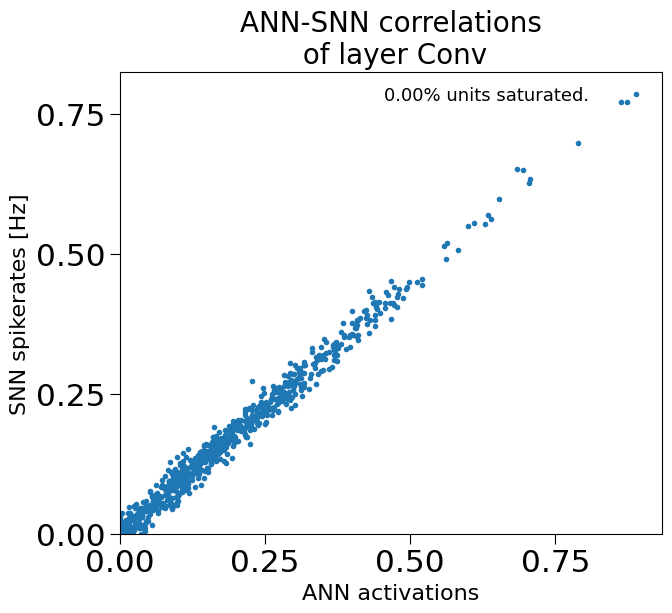 ANN-SNN correlations
of layer Conv
0.00% units saturated.
0.75
0.50
0.25
0.00
SNN spikerates [Hz]
0.00 0.25 0.50 0.75
ANN activations